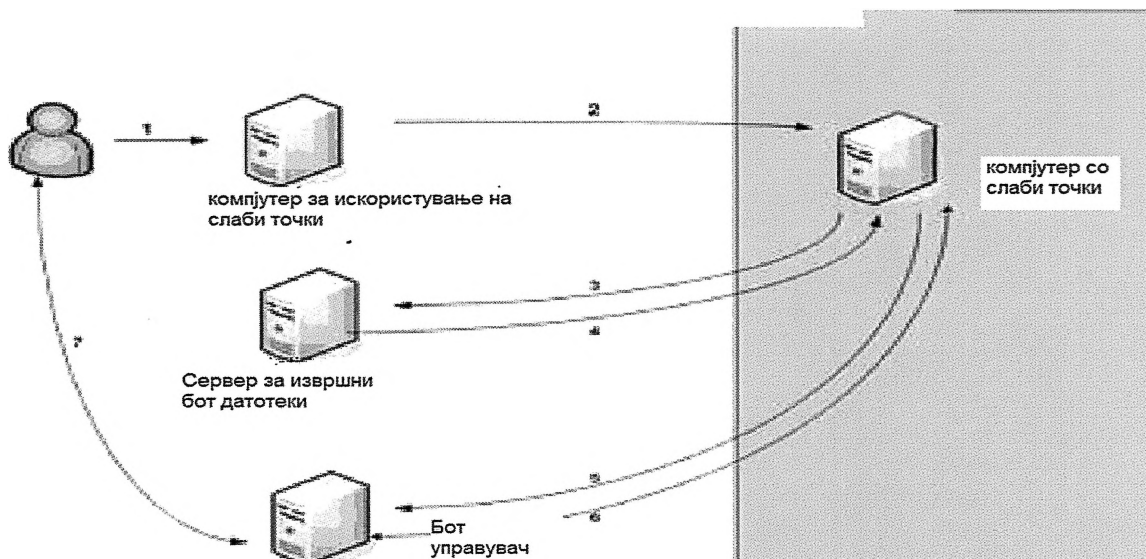 1
2
компјутер за искористување на
слаби точки
компјутер со
слаби точки
3
4
Сервер за извршни
бот датотеки
5
6
Бот
управувач